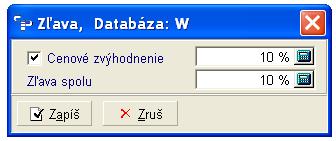 Zľava, Databáza: W
Cenové zvýhodnenie 10 %
Zľava spolu 10 %
Zapíš Zruš